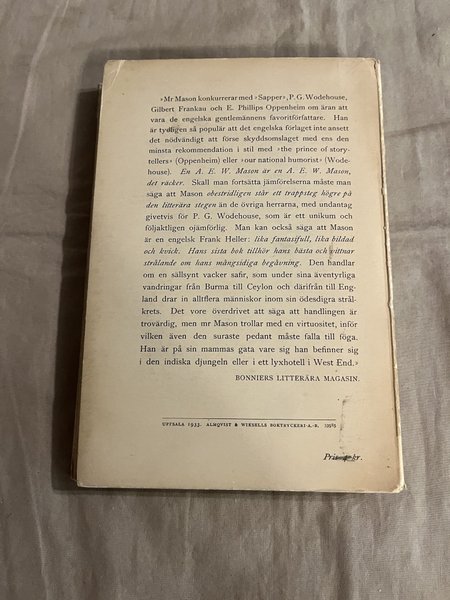 »Mr Mason konkurrerar med »Sapper», P. G. Wodehouse,
Gilbert Frankau och E. Phillips Oppenheim om äran att
vara de engelska gentlemännens favoritförfattare. Han
är tydligen så populär att det engelska förlaget inte ansett
det nödvändigt att förse skyddsomslaget med ens den
minsta rekommendation i stil med »the prince of story-
tellers» (Oppenheim) eller »our national humorist» (Wode-
house). En A. E. W. Mason är en A. E. W. Mason,
det räcker. Skall man fortsätta jämförelserna måste man
säga att Mason obestridligen står ett trappsteg högre på
den litterära stegen än de övriga herrarna, med undantag
givetvis för P. G. Wodehouse, som är ett unikum och
följaktligen ojämförlig. Man kan också säga att Mason
är en engelsk Frank Heller: lika fantasifull, lika bildad
och kvick. Hans sista bok tillhör hans bästa och vittnar
strålande om hans mångsidiga begåvning. Den handlar
om en sällsynt vacker safir, som under sina äventyrliga
vandringar från Burma till Ceylon och därifrån till Eng-
land drar in alltflera människor inom sin ödesdigra strål-
krets. Det vore överdrivet att säga att handlingen är
trovärdig, men mr Mason trollar med en virtuositet, inför
vilken även den suraste pedant måste falla till föga.
Han är på sin mammas gata vare sig han befinner sig
i den indiska djungeln eller i ett lyxhotell i West End.»
BONNIERS LITTERÄRA MAGASIN.
UPPSALA 1933. ALMQVIST & WIKSELLS BOKTRYCKERI-A.-B.
Pris kr.